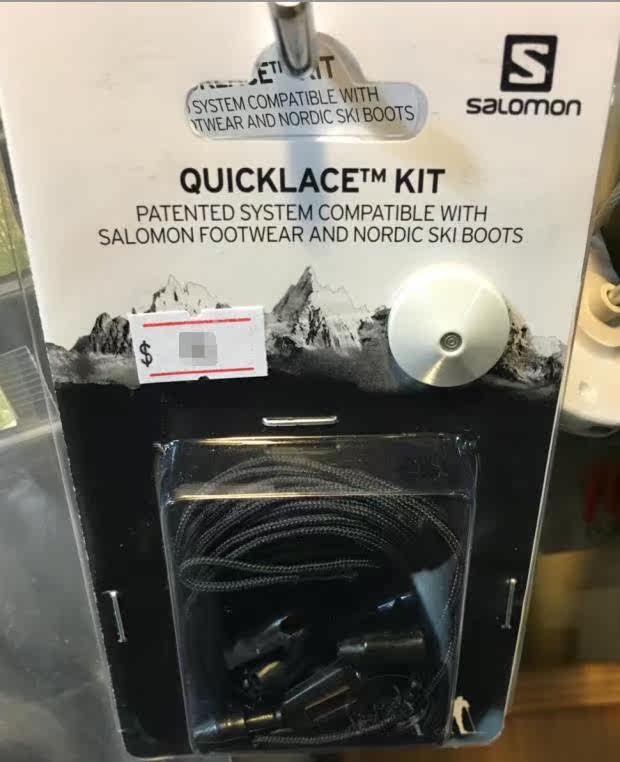 IT
SYSTEM COMPATIBLE WITH
TWEAR AND NORDIC SKI BOOTS
S
SALOMON
QUICKLACE™ KIT
PATENTED SYSTEM COMPATIBLE WITH
SALOMON FOOTWEAR AND NORDIC SKI BOOTS
$